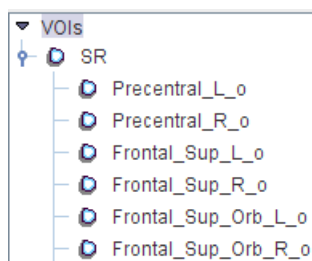 VOIs
SR
Precentral_L_o
Precentral_R_o
Frontal_Sup_L_o
Frontal_Sup_R_o
Frontal_Sup_Orb_L_o
Frontal_Sup_Orb_R_o